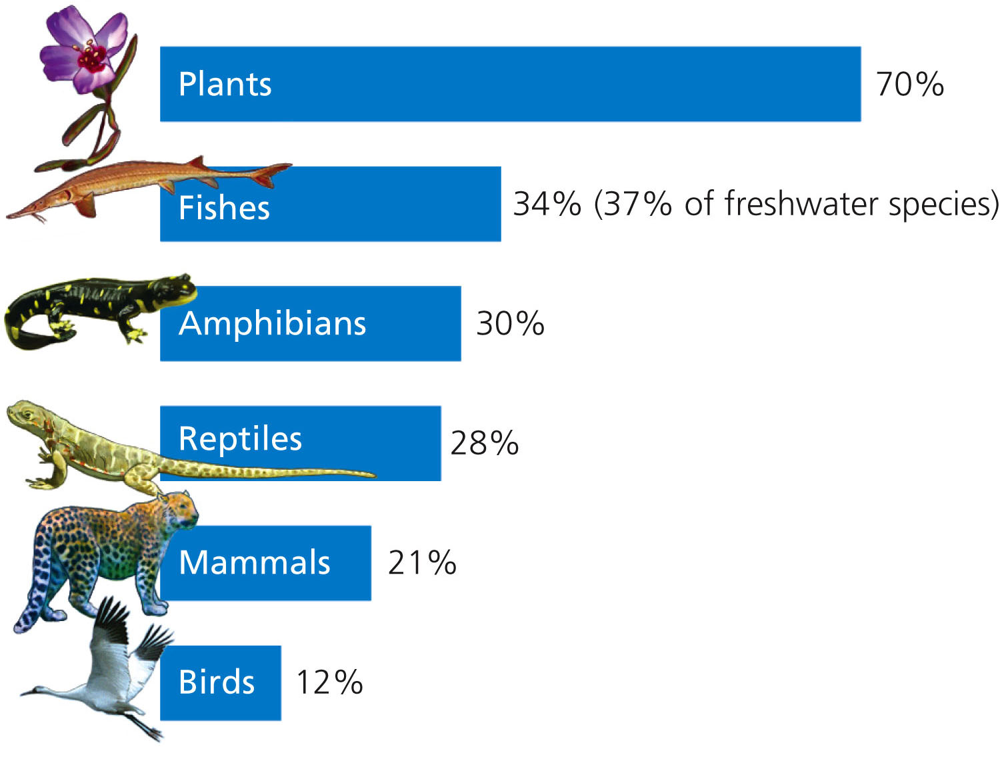 Plants 70%
Fishes 34% (37% of freshwater species)
Amphibians 30%
Reptiles 28%
Mammals 21%
Birds 12%